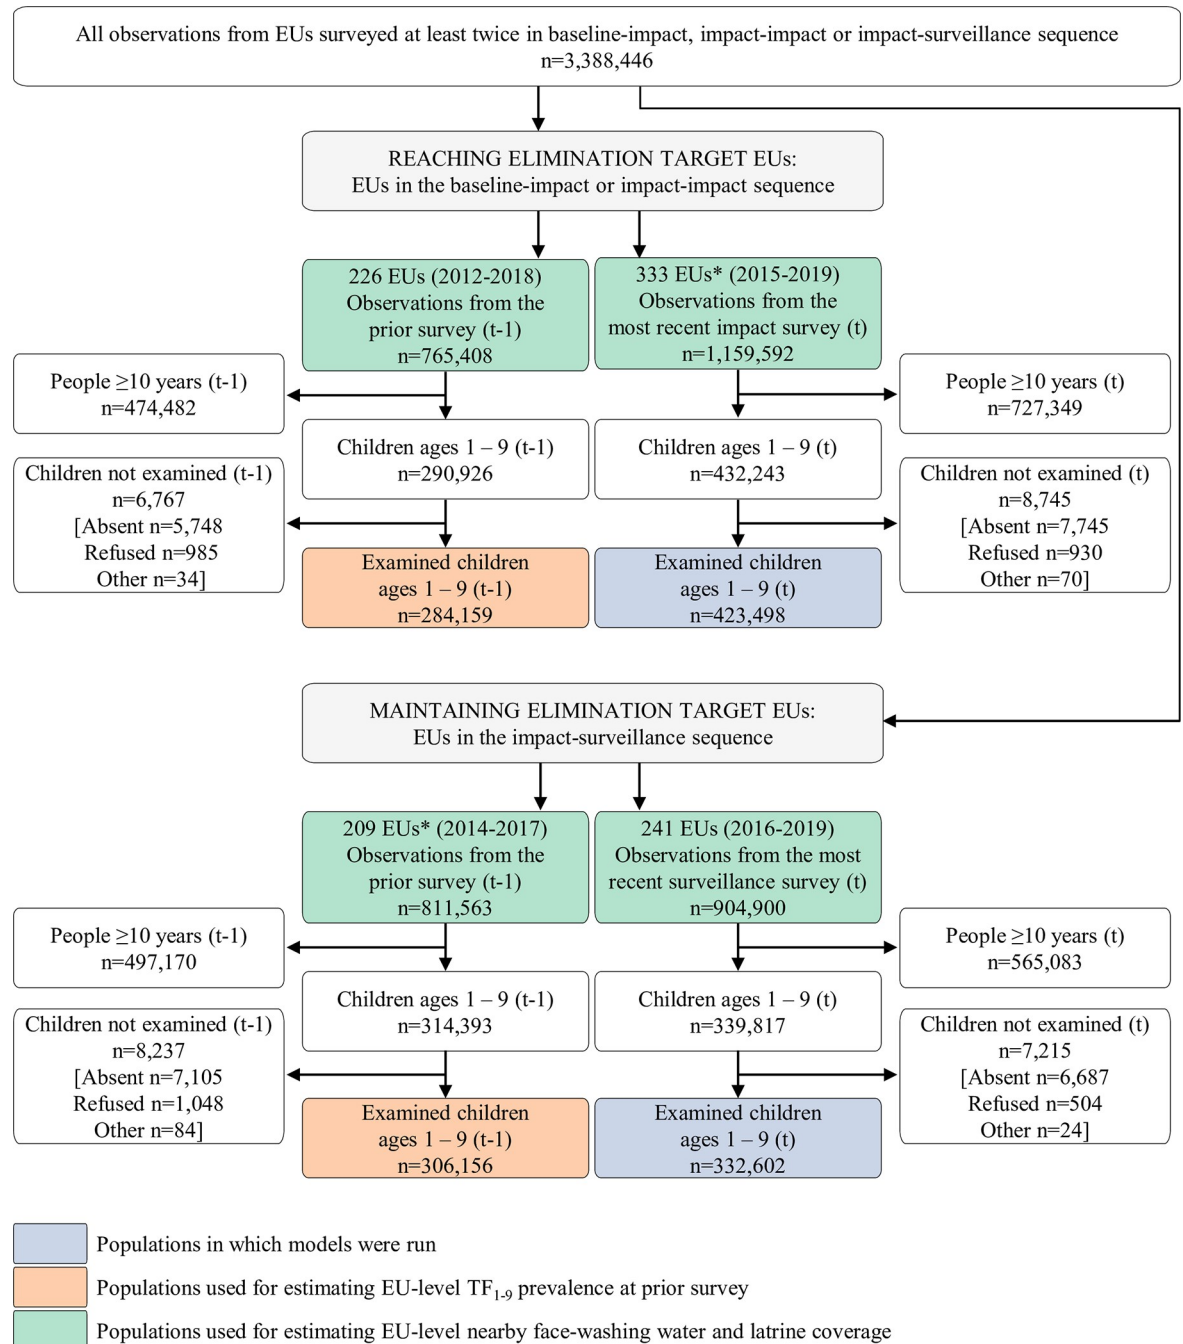 All observations from EUs surveyed at least twice in baseline-impact, impact-impact or impact-surveillance sequence
n=3,388,446
REACHING ELIMINATION TARGET EUs:
EUs in the baseline-impact or impact-impact sequence
226 EUs (2012-2018)
Observations from the
prior survey (t-1)
n=765,408
333 EUs* (2015-2019)
Observations from the
most recent impact survey (t)
n=1,159,592
People ≥10 years (t-1)
n=474,482
People ≥10 years (t)
n=727,349
Children ages 1 – 9 (t-1)
n=290,926
Children ages 1 – 9 (t)
n=432,243
Children not examined (t-1)
n=6,767
[Absent n=5,748
Refused n=985
Other n=34]
Children not examined (t)
n=8,745
[Absent n=7,745
Refused n=930
Other n=70]
Examined children
ages 1 – 9 (t-1)
n=284,159
Examined children
ages 1 – 9 (t)
n=423,498
MAINTAINING ELIMINATION TARGET EUs:
EUs in the impact-surveillance sequence
209 EUs* (2014-2017)
Observations from the
prior survey (t-1)
n=811,563
241 EUs (2016-2019)
Observations from the most
recent surveillance survey (t)
n=904,900
People ≥10 years (t-1)
n=497,170
People ≥10 years (t)
n=565,083
Children ages 1 – 9 (t-1)
n=314,393
Children ages 1 – 9 (t)
n=339,817
Children not examined (t-1)
n=8,237
[Absent n=7,105
Refused n=1,048
Other n=84]
Children not examined (t)
n=7,215
[Absent n=6,687
Refused n=504
Other n=24]
Examined children
ages 1 – 9 (t-1)
n=306,156
Examined children
ages 1 – 9 (t)
n=332,602
Populations in which models were run
Populations used for estimating EU-level TF1-9 prevalence at prior survey
Populations used for estimating EU-level nearby face-washing water and latrine coverage